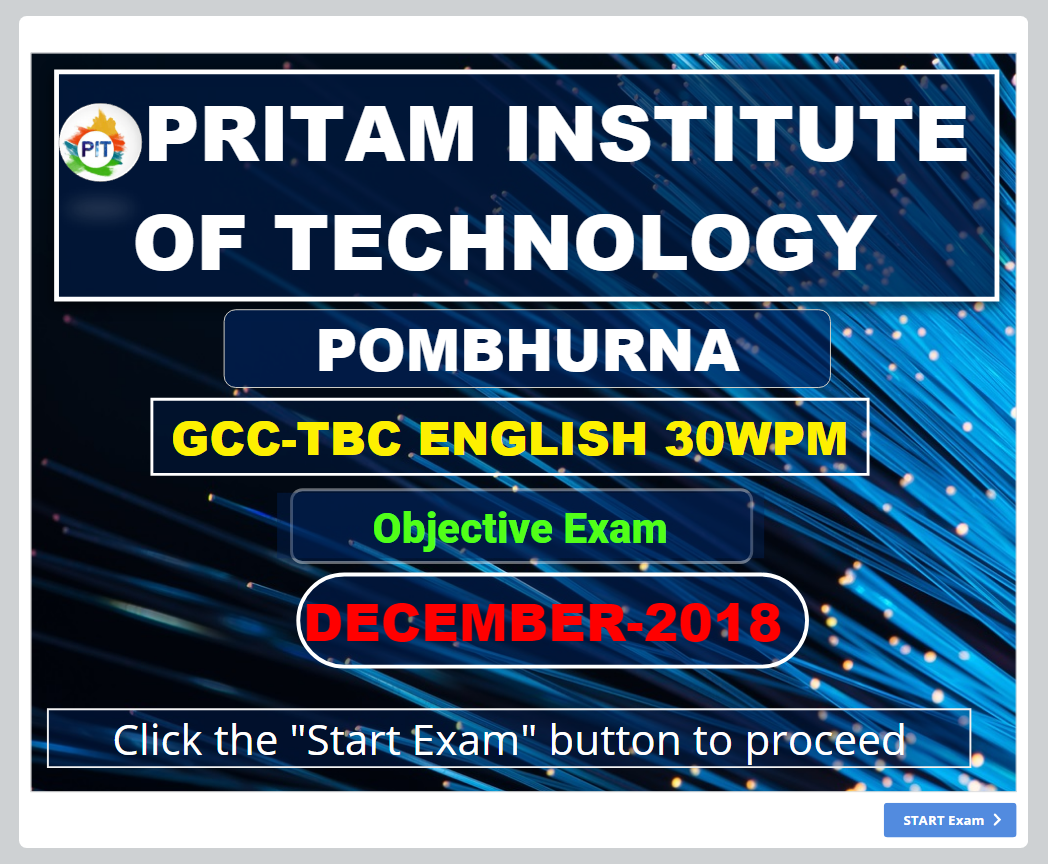 PIT
PRITAM INSTITUTE
OF TECHNOLOGY
POMBHURNA
GCC-TBC ENGLISH 30WPM
Objective Exam
DECEMBER-2018
Click the "Start Exam" button to proceed
START Exam